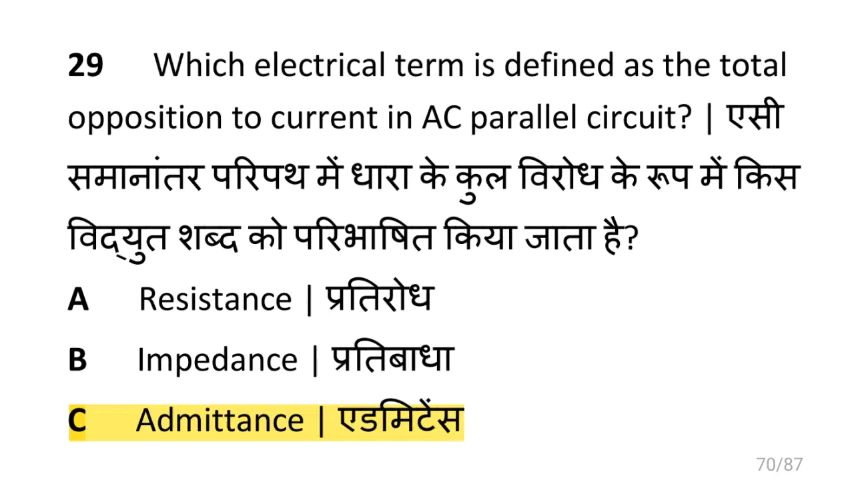 29 Which electrical term is defined as the total
opposition to current in AC parallel circuit? | एसी
समानांतर परिपथ में धारा के कुल विरोध के रूप में किस
विद्युत शब्द को परिभाषित किया जाता है?
A Resistance | प्रतिरोध
B Impedance | प्रतिबाधा
C Admittance | एडमिटेंस
70/87